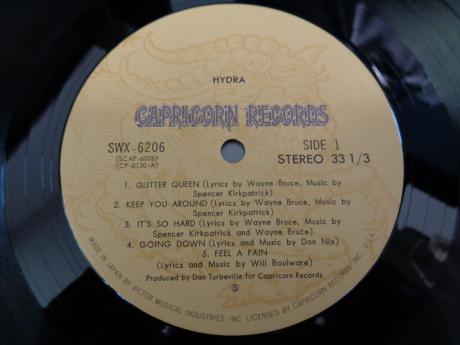 HYDRA
CAPRICORN RECORDS
SWX-6206
(SCAP-6006)
(CP-0130-A)
SIDE 1
STEREO 33 1/3
1. GLITTER QUEEN (Lyrics by Wayne Bruce, Music by
Spencer Kirkpatrick)
2. KEEP YOU AROUND (Lyrics by Wayne Bruce, Music by
Spencer Kirkpatrick)
3. IT'S SO HARD (Lyrics by Wayne Bruce, Music by
Spencer Kirkpatrick and Wayne Bruce)
4. GOING DOWN (Lyrics and Music by Don Nix)
5. FEEL A PAIN
(Lyrics and Music by Will Boulware)
Produced by Dan Turbeville for Capricorn Records
Ⓢ
MADE IN JAPAN BY VICTOR MUSICAL INDUSTRIES, INC. LICENSED BY CAPRICORN RECORDS, INC. U.S.A.